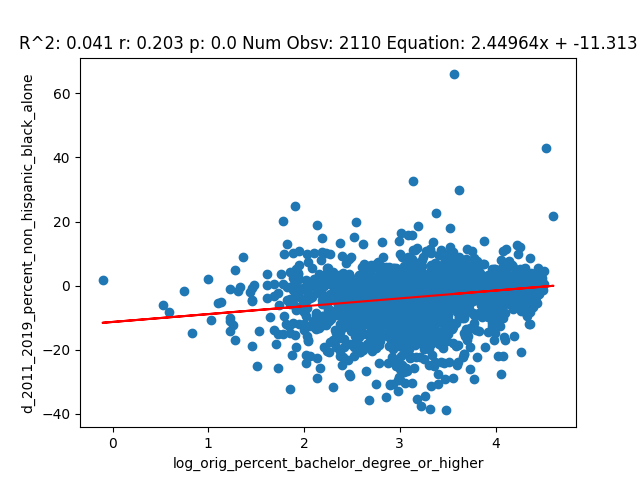 R^2: 0.041 r: 0.203 p: 0.0 Num Obsv: 2110 Equation: 2.44964x + -11.313
d_2011_2019_percent_non_hispanic_black_alone
60
40
20
0
−20
−40
0 1 2 3 4
log_orig_percent_bachelor_degree_or_higher